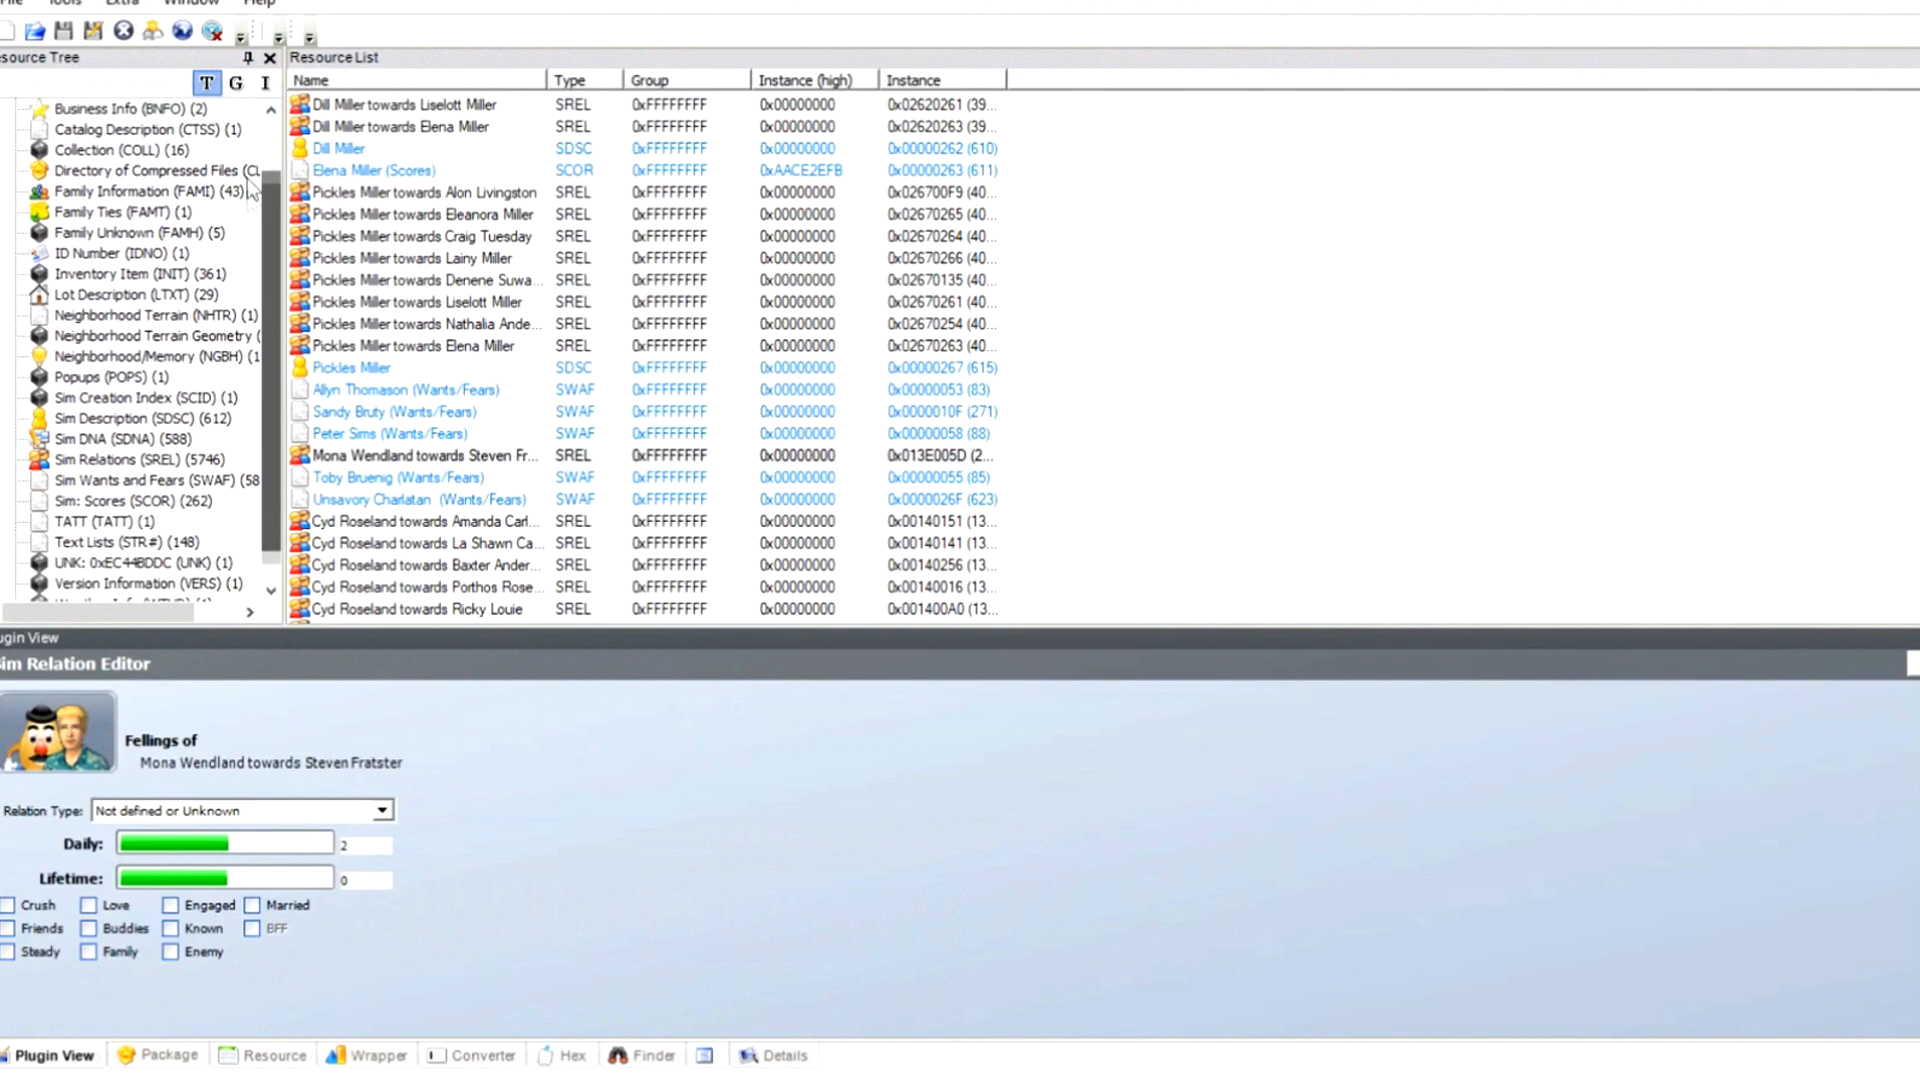 Tools Extra Window Help
Resource Tree
Resource List
T G I
Name Type Group Instance (high) Instance
Business Info (BNFO) (2)
Catalog Description (CTSS) (1)
Collection (COLL) (16)
Directory of Compressed Files (CL
Family Information (FAMI) (43)
Family Ties (FAMT) (1)
Family Unknown (FAMH) (5)
ID Number (IDNO) (1)
Inventory Item (INIT) (361)
Lot Description (LTXT) (29)
Neighborhood Terrain (NHTR) (1)
Neighborhood Terrain Geometry (
Neighborhood/Memory (NGBH) (1
Popups (POPS) (1)
Sim Creation Index (SCID) (1)
Sim Description (SDSC) (612)
Sim DNA (SDNA) (588)
Sim Relations (SREL) (5746)
Sim Wants and Fears (SWAF) (58
Sim: Scores (SCOR) (262)
TATT (TATT) (1)
Text Lists (STR#) (148)
UNK: 0xEC44BDDC (UNK) (1)
Version Information (VERS) (1)
Dill Miller towards Liselott Miller SREL 0xFFFFFFFF 0x00000000 0x02620261 (39...
Dill Miller towards Elena Miller SREL 0xFFFFFFFF 0x00000000 0x02620263 (39...
Dill Miller SDSC 0xFFFFFFFF 0x00000000 0x00000262 (610)
Elena Miller (Scores) SCOR 0xFFFFFFFF 0xAACE2EFB 0x00000263 (611)
Pickles Miller towards Alon Livingston SREL 0xFFFFFFFF 0x00000000 0x026700F9 (40...
Pickles Miller towards Eleanora Miller SREL 0xFFFFFFFF 0x00000000 0x02670265 (40...
Pickles Miller towards Craig Tuesday SREL 0xFFFFFFFF 0x00000000 0x02670264 (40...
Pickles Miller towards Lainy Miller SREL 0xFFFFFFFF 0x00000000 0x02670266 (40...
Pickles Miller towards Denene Suwa... SREL 0xFFFFFFFF 0x00000000 0x02670135 (40...
Pickles Miller towards Liselott Miller SREL 0xFFFFFFFF 0x00000000 0x02670261 (40...
Pickles Miller towards Nathalia Ande... SREL 0xFFFFFFFF 0x00000000 0x02670254 (40...
Pickles Miller towards Elena Miller SREL 0xFFFFFFFF 0x00000000 0x02670263 (40...
Pickles Miller SDSC 0xFFFFFFFF 0x00000000 0x00000267 (615)
Allyn Thomason (Wants/Fears) SWAF 0xFFFFFFFF 0x00000000 0x00000053 (83)
Sandy Bruty (Wants/Fears) SWAF 0xFFFFFFFF 0x00000000 0x0000010F (271)
Peter Sims (Wants/Fears) SWAF 0xFFFFFFFF 0x00000000 0x00000058 (88)
Mona Wendland towards Steven Fr... SREL 0xFFFFFFFF 0x00000000 0x013E005D (2...
Toby Bruenig (Wants/Fears) SWAF 0xFFFFFFFF 0x00000000 0x00000055 (85)
Unsavory Charlatan (Wants/Fears) SWAF 0xFFFFFFFF 0x00000000 0x0000026F (623)
Cyd Roseland towards Amanda Carl... SREL 0xFFFFFFFF 0x00000000 0x00140151 (13...
Cyd Roseland towards La Shawn Ca... SREL 0xFFFFFFFF 0x00000000 0x00140141 (13...
Cyd Roseland towards Baxter Ander... SREL 0xFFFFFFFF 0x00000000 0x00140256 (13...
Cyd Roseland towards Porthos Rose... SREL 0xFFFFFFFF 0x00000000 0x00140016 (13...
Cyd Roseland towards Ricky Louie SREL 0xFFFFFFFF 0x00000000 0x001400A0 (13...
ugin View
Sim Relation Editor
Fellings of
Mona Wendland towards Steven Fratster
Relation Type: Not defined or Unknown
Daily: 2
Lifetime: 0
Crush Love Engaged Married
Friends Buddies Known BFF
Steady Family Enemy
Plugin View Package Resource Wrapper Converter Hex Finder Details